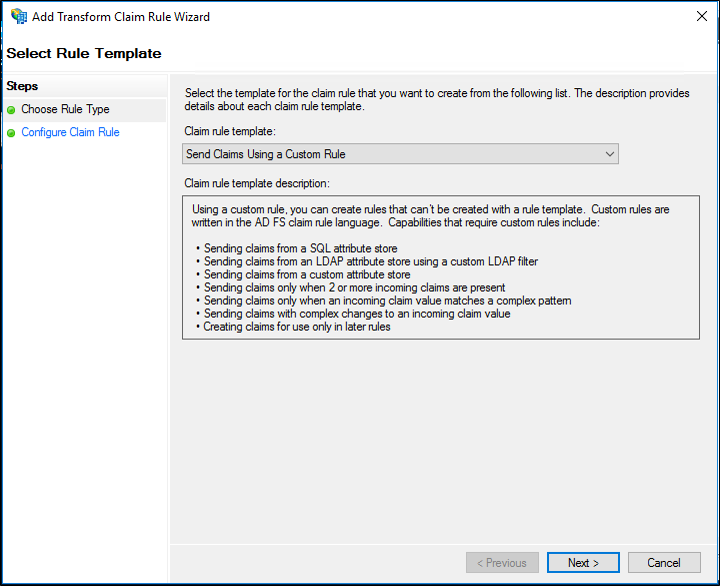 Add Transform Claim Rule Wizard
Select Rule Template
Steps
Choose Rule Type
Configure Claim Rule
Select the template for the claim rule that you want to create from the following list. The description provides
details about each claim rule template.
Claim rule template:
Send Claims Using a Custom Rule
Claim rule template description:
Using a custom rule, you can create rules that can't be created with a rule template. Custom rules are
written in the AD FS claim rule language. Capabilities that require custom rules include:
• Sending claims from a SQL attribute store
• Sending claims from an LDAP attribute store using a custom LDAP filter
• Sending claims from a custom attribute store
• Sending claims only when 2 or more incoming claims are present
• Sending claims only when an incoming claim value matches a complex pattern
• Sending claims with complex changes to an incoming claim value
• Creating claims for use only in later rules
< Previous
Next >
Cancel